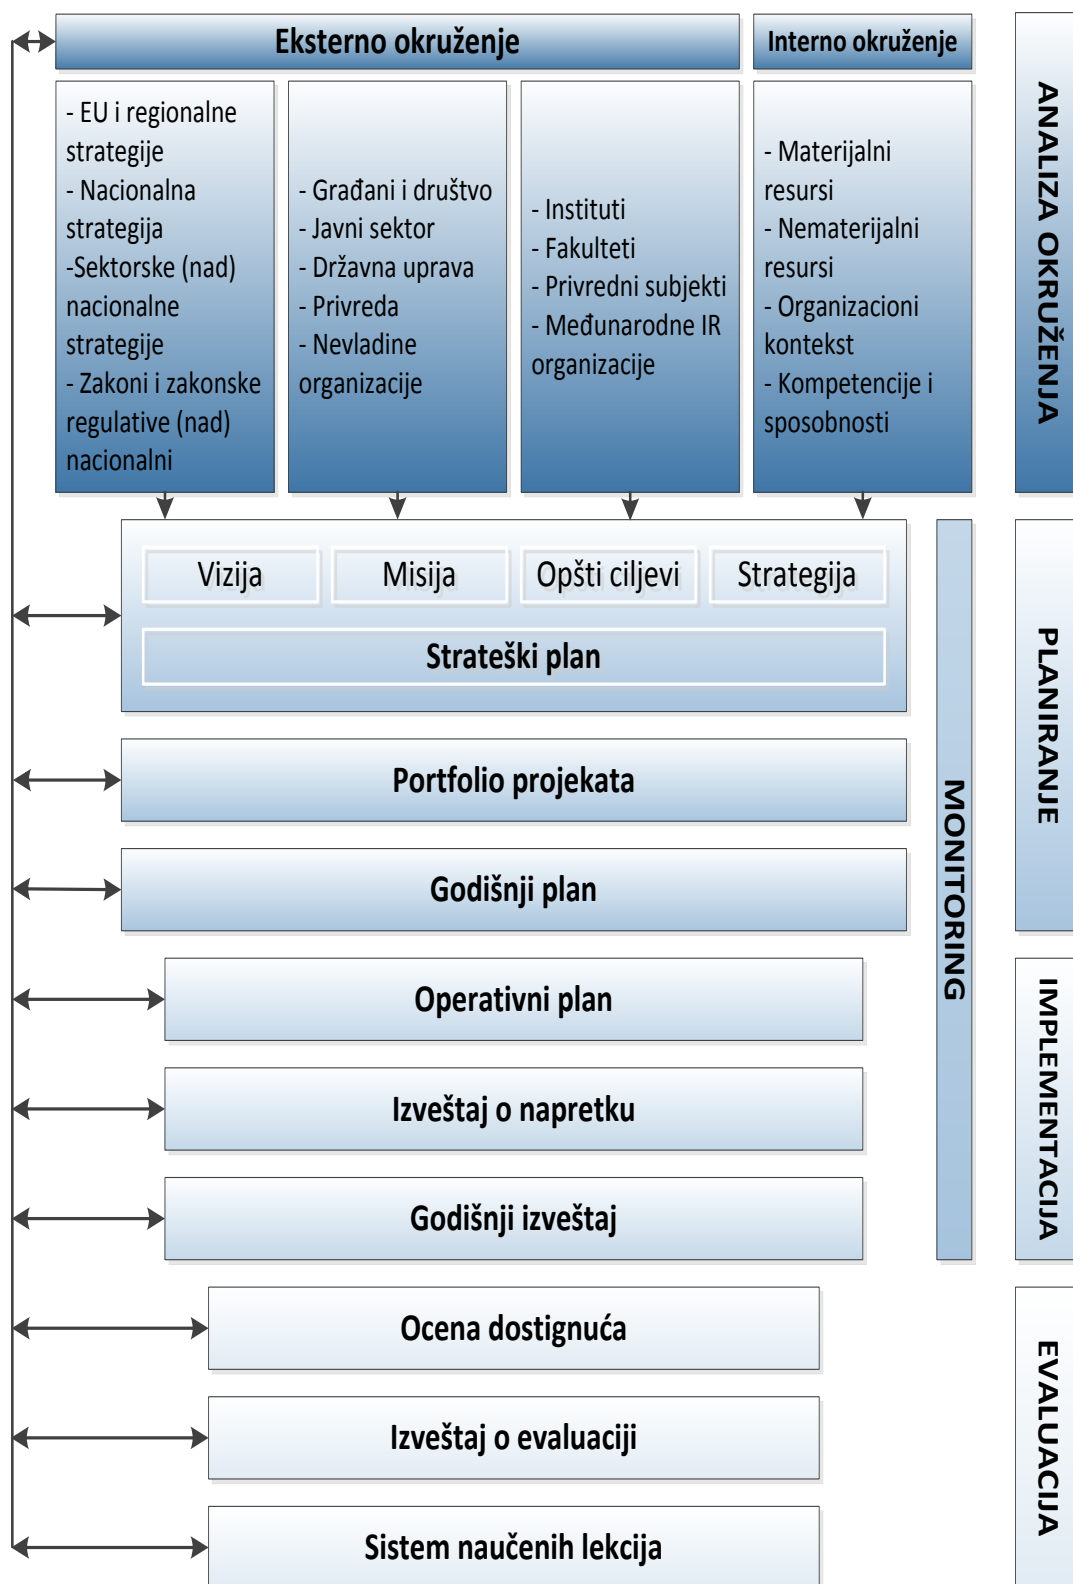 Eksterno okruženje
Interno okruženje
- EU i regionalne
strategije
- Nacionalna
strategija
-Sektorske (nad)
nacionalne
strategije
- Zakoni i zakonske
regulative (nad)
nacionalni
- Građani i društvo
- Javni sektor
- Državna uprava
- Privreda
- Nevladine
organizacije
- Instituti
- Fakulteti
- Privredni subjekti
- Međunarodne IR
organizacije
- Materijalni
resursi
- Nematerijalni
resursi
- Organizacioni
kontekst
- Kompetencije i
sposobnosti
ANALIZA OKRUŽENJA
Vizija
Misija
Opšti ciljevi
Strategija
Strateški plan
Portfolio projekata
Godišnji plan
PLANIRANJE
MONITORING
Operativni plan
Izveštaj o napretku
Godišnji izveštaj
IMPLEMENTACIJA
Ocena dostignuća
Izveštaj o evaluaciji
Sistem naučenih lekcija
EVALUACIJA